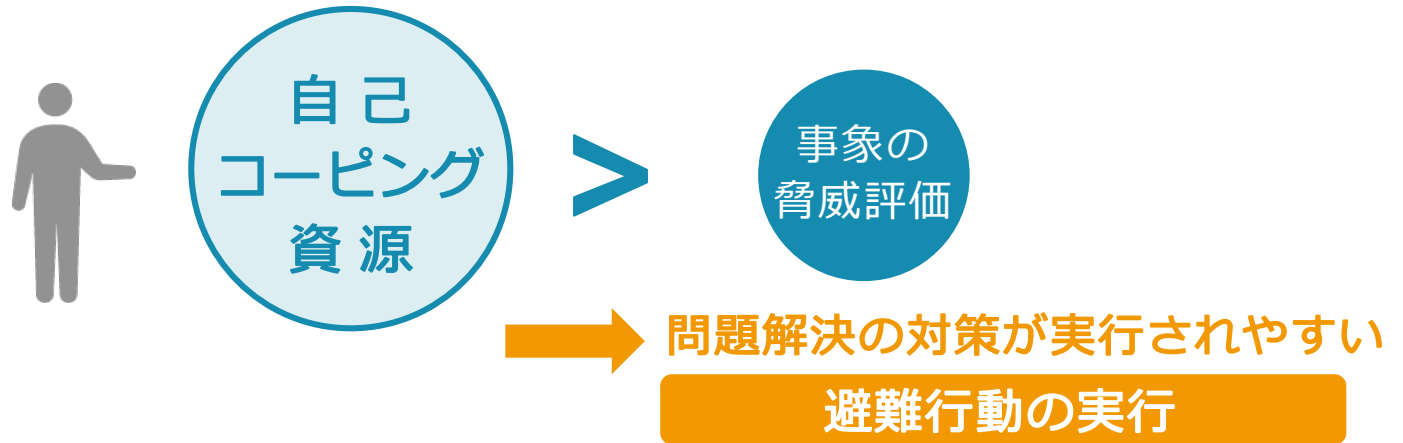 自己
コーピング
資源
>
事象の
脅威評価
問題解決の対策が実行されやすい
避難行動の実行